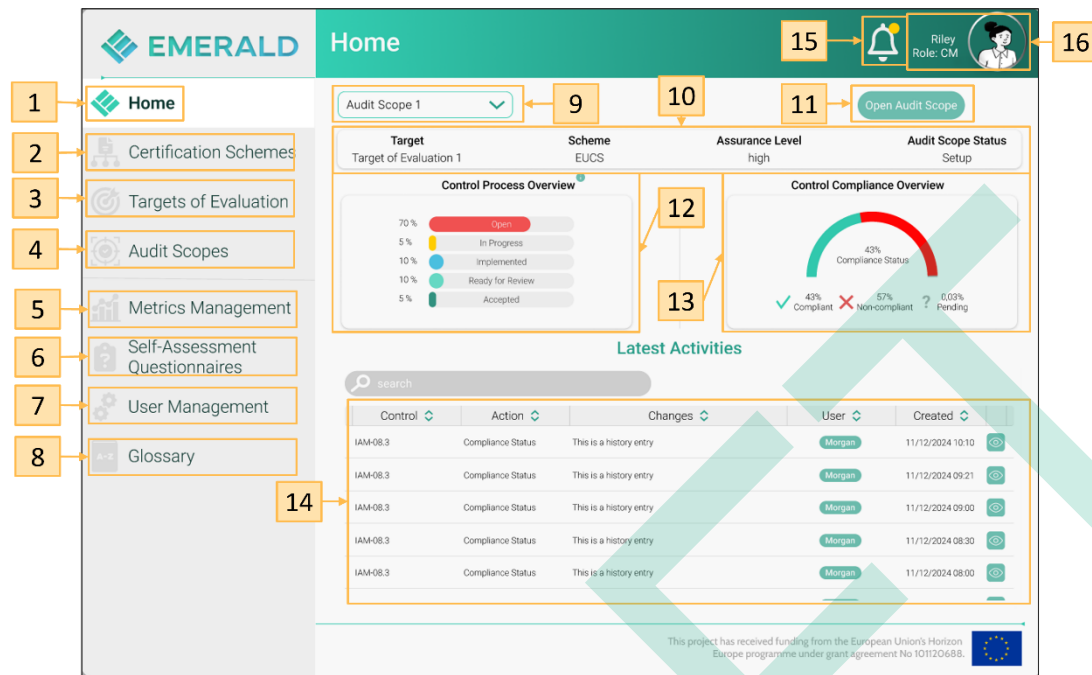 EMERALD
Home
15
Riley
Role: CM
16
1
Home
2
Certification Schemes
3
Targets of Evaluation
4
Audit Scopes
5
Metrics Management
6
Self-Assessment
Questionnaires
7
User Management
8
A-Z
Glossary
Audit Scope 1
9
10
11
Open Audit Scope
Target
Scheme
Assurance Level
Audit Scope Status
Target of Evaluation 1
EUCS
high
Setup
Control Process Overview
70 % Open
5 % In Progress
10 % Implemented
10 % Ready for Review
5 % Accepted
12
13
Control Compliance Overview
43%
Compliance Status
43%
Compliant
57%
Non-compliant
?
0,03%
Pending
Latest Activities
search
14
Control Action Changes User Created
IAM-08.3 Compliance Status This is a history entry Morgan 11/12/2024 10:10
IAM-08.3 Compliance Status This is a history entry Morgan 11/12/2024 09:21
IAM-08.3 Compliance Status This is a history entry Morgan 11/12/2024 09:00
IAM-08.3 Compliance Status This is a history entry Morgan 11/12/2024 08:30
IAM-08.3 Compliance Status This is a history entry Morgan 11/12/2024 08:00
This project has received funding from the European Union's Horizon
Europe programme under grant agreement No 101120688.